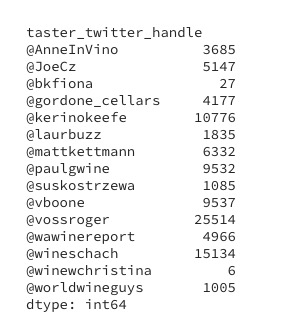 taster_twitter_handle
@AnneInVino 3685
@JoeCz 5147
@bkfiona 27
@gordone_cellars 4177
@kerinokeefe 10776
@laurbuzz 1835
@mattkettmann 6332
@paulgwine 9532
@suskostrzewa 1085
@vboone 9537
@vossroger 25514
@wawinereport 4966
@wineschach 15134
@winewchristina 6
@worldwineguys 1005
dtype: int64